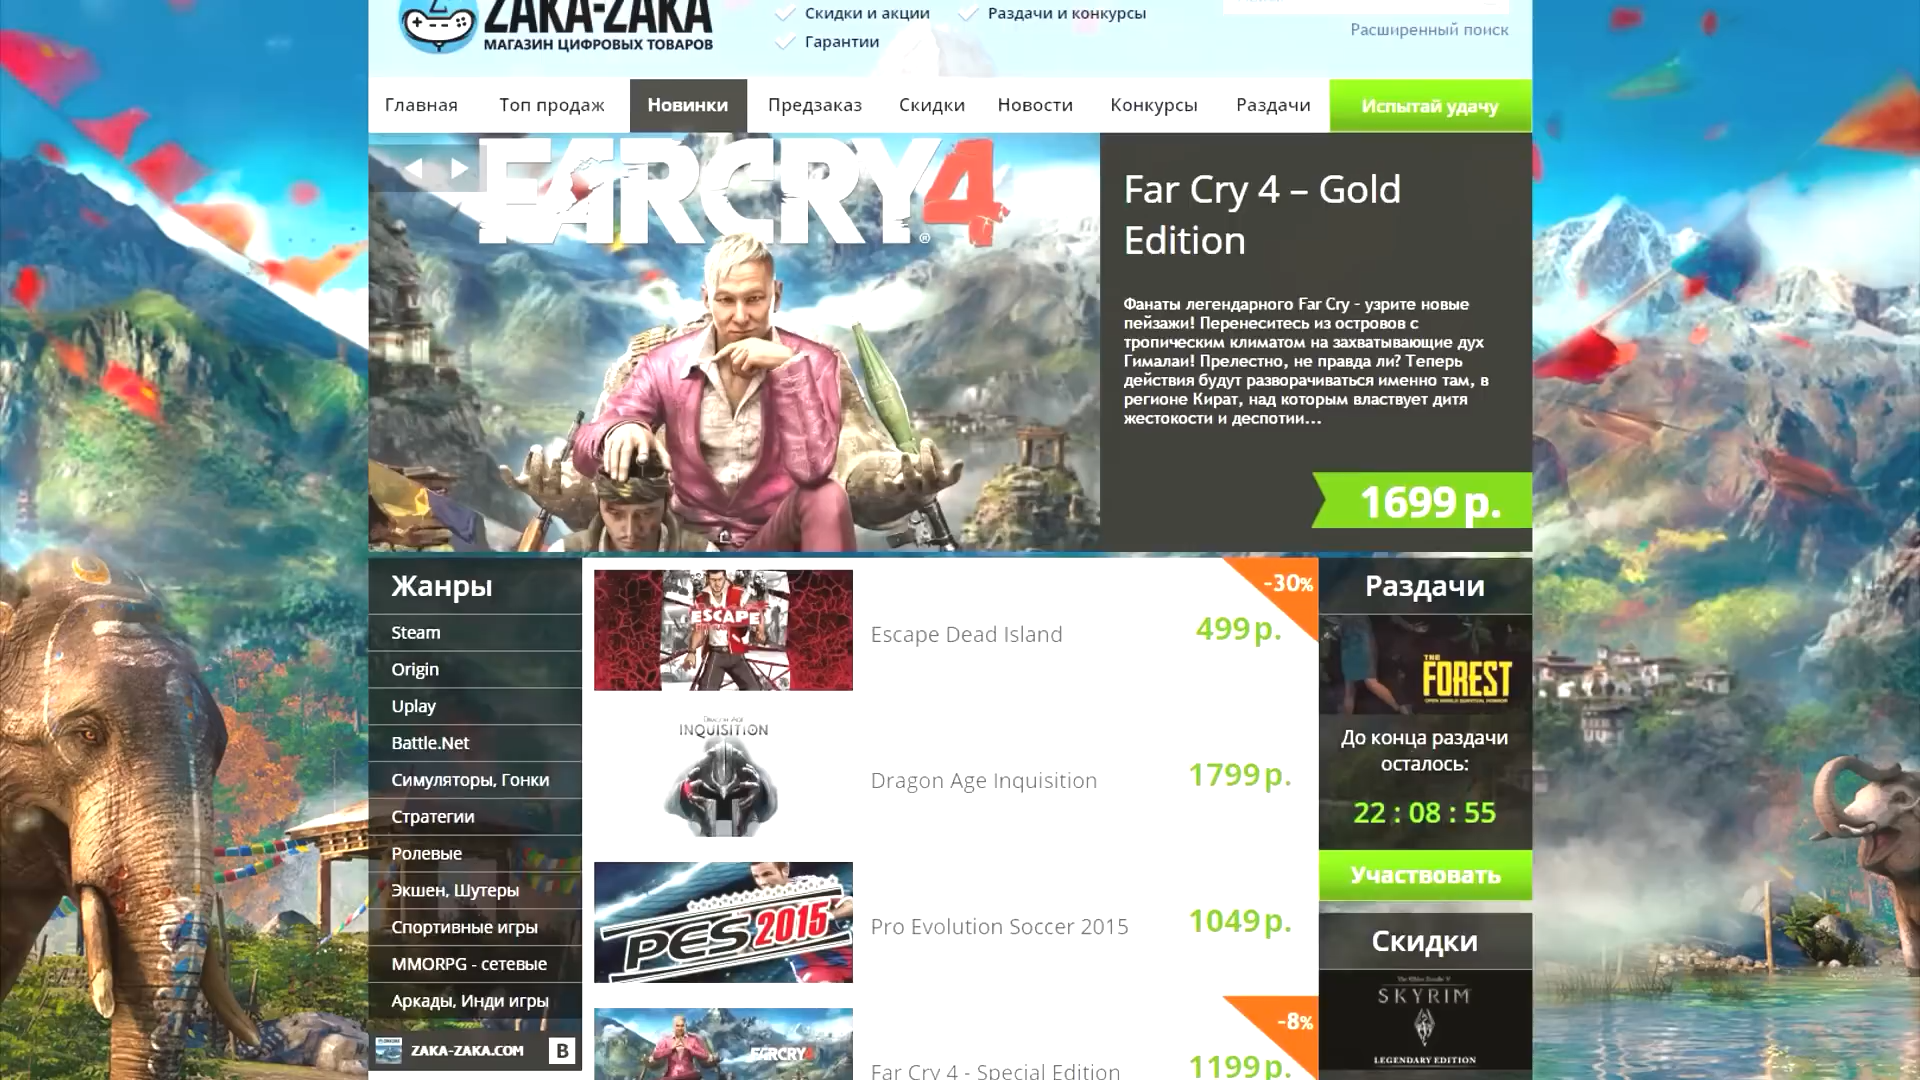 ZAKA-ZAKA
МАГАЗИН ЦИФРОВЫХ ТОВАРОВ
Скидки и акции
Раздачи и конкурсы
Гарантии
Расширенный поиск
Главная
Топ продаж
Новинки
Предзаказ
Скидки
Новости
Конкурсы
Раздачи
Испытай удачу
FARCRY4
Far Cry 4 – Gold
Edition
Фанаты легендарного Far Cry - узрите новые
пейзажи! Перенеситесь из островов с
тропическим климатом на захватывающие дух
Гималаи! Прелестно, не правда ли? Теперь
действия будут разворачиваться именно там, в
регионе Кират, над которым властвует дитя
жестокости и деспотии...
1699 р.
Жанры
Steam
Origin
Uplay
Battle.Net
Симуляторы, Гонки
Стратегии
Ролевые
Экшен, Шутеры
Спортивные игры
MMORPG - сетевые
Аркады, Инди игры
ZAKA-ZAKA.COM
B
ESCAPE
Escape Dead Island
499 р.
-30%
Dragon Age
INQUISITION
Dragon Age Inquisition
1799 р.
PES 2015
Pro Evolution Soccer 2015
1049 р.
FARCRY4
Far Cry 4 - Special Edition
1199 р.
-8%
Раздачи
THE
FOREST
До конца раздачи
осталось:
22 : 08 : 55
Участвовать
Скидки
The Elder Scrolls V
SKYRIM
LEGENDARY EDITION